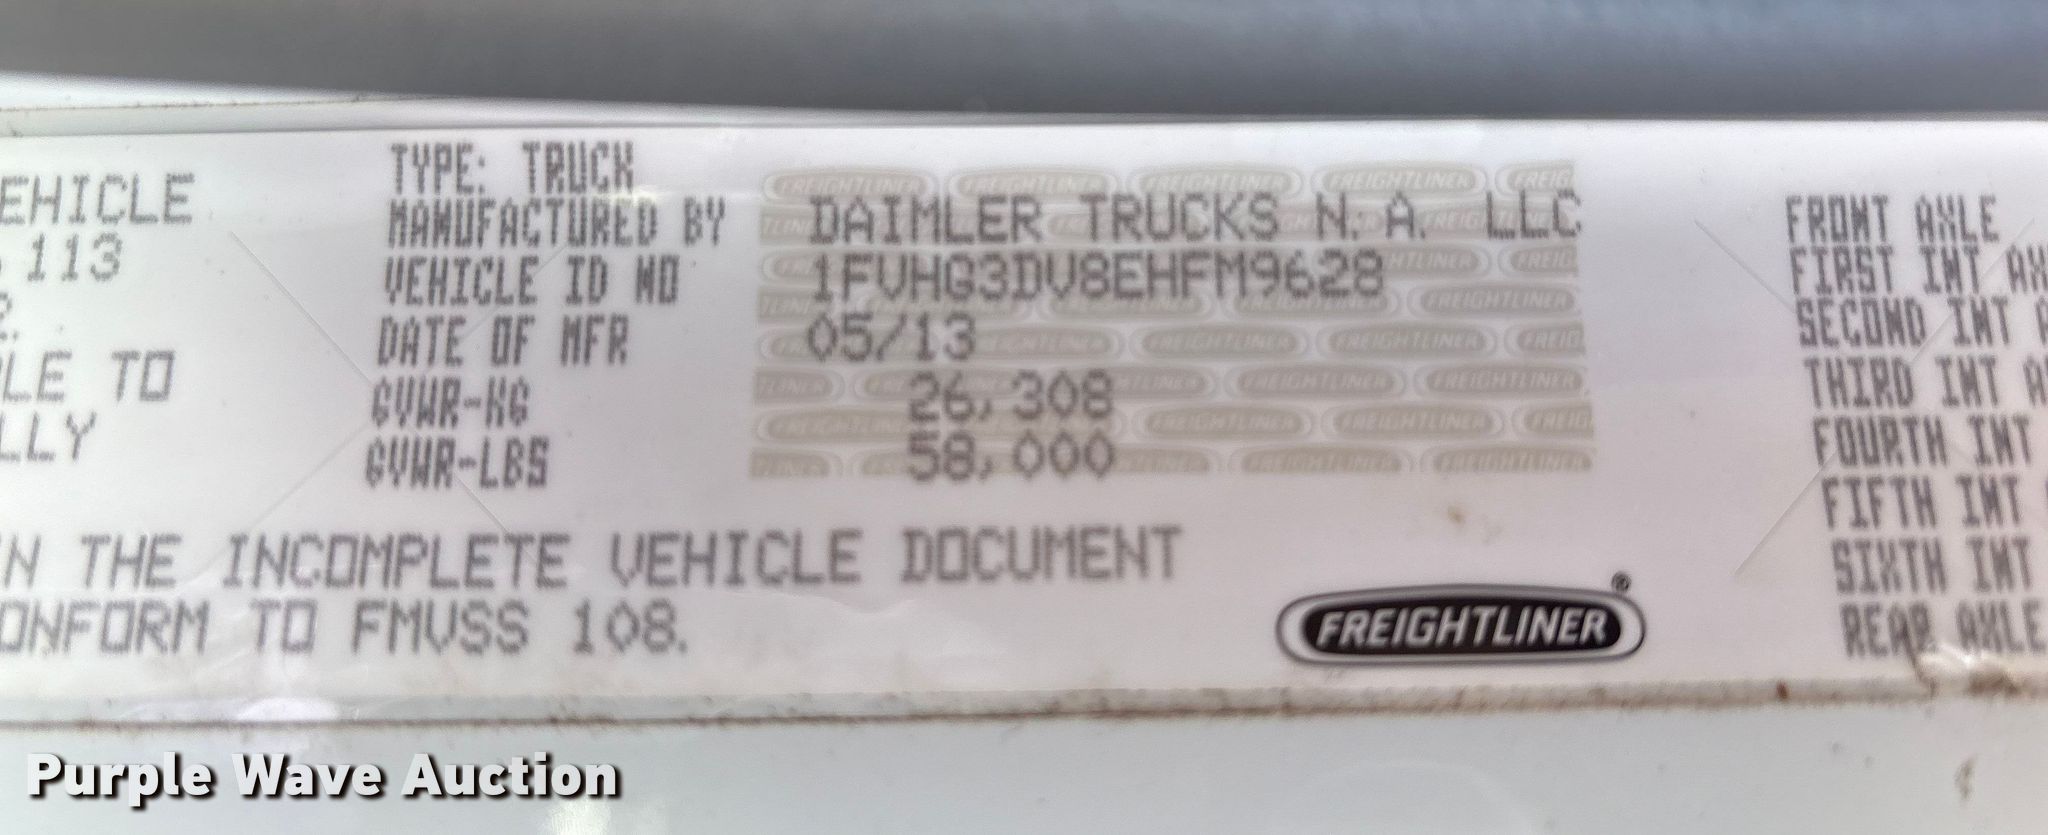 EHICLE
113
LE TO
LLY
TYPE: TRUCK
MANUFACTURED BY DAIMLER TRUCKS N.A. LLC
VEHICLE ID NO 1FVHG3DV8EHFM9628
DATE OF MFR 05/13
GVWR-KG 26,308
GVWR-LBS 58,000
N THE INCOMPLETE VEHICLE DOCUMENT
ONFORM TO FMVSS 108.
FREIGHTLINER®
FRONT AXLE
FIRST INT AX
SECOND INT A
THIRD INT A
FOURTH INT
FIFTH INT
SIXTH INT
REAR AXLE
Purple Wave Auction